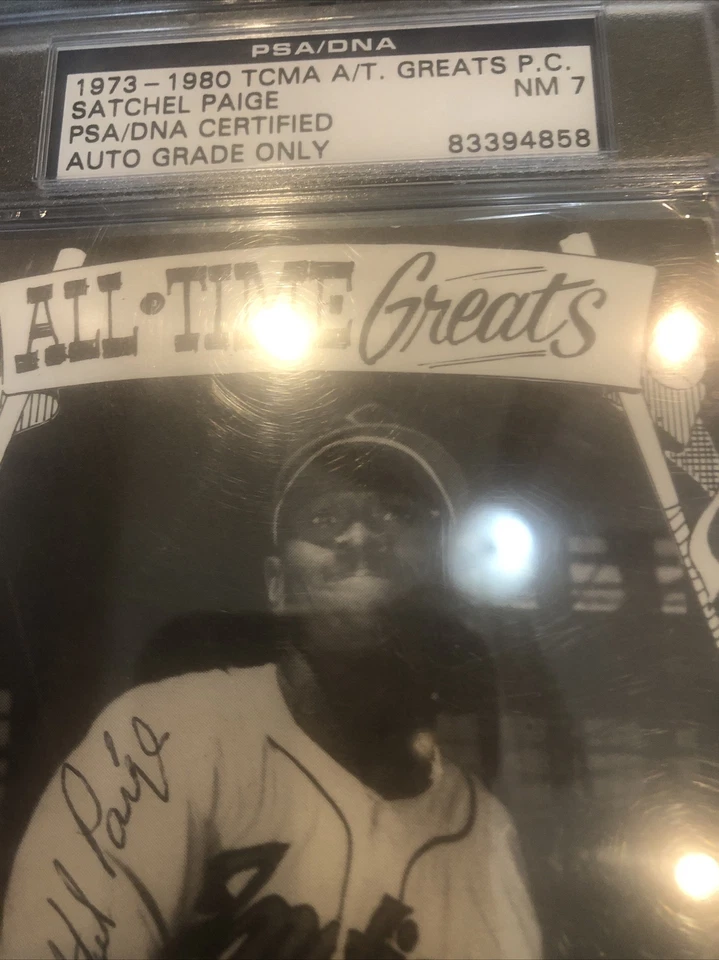 PSA/DNA
1973-1980 TCMA A/T. GREATS P.C.
SATCHEL PAIGE NM 7
PSA/DNA CERTIFIED
AUTO GRADE ONLY 83394858
ALL·TIME Greats
Paige